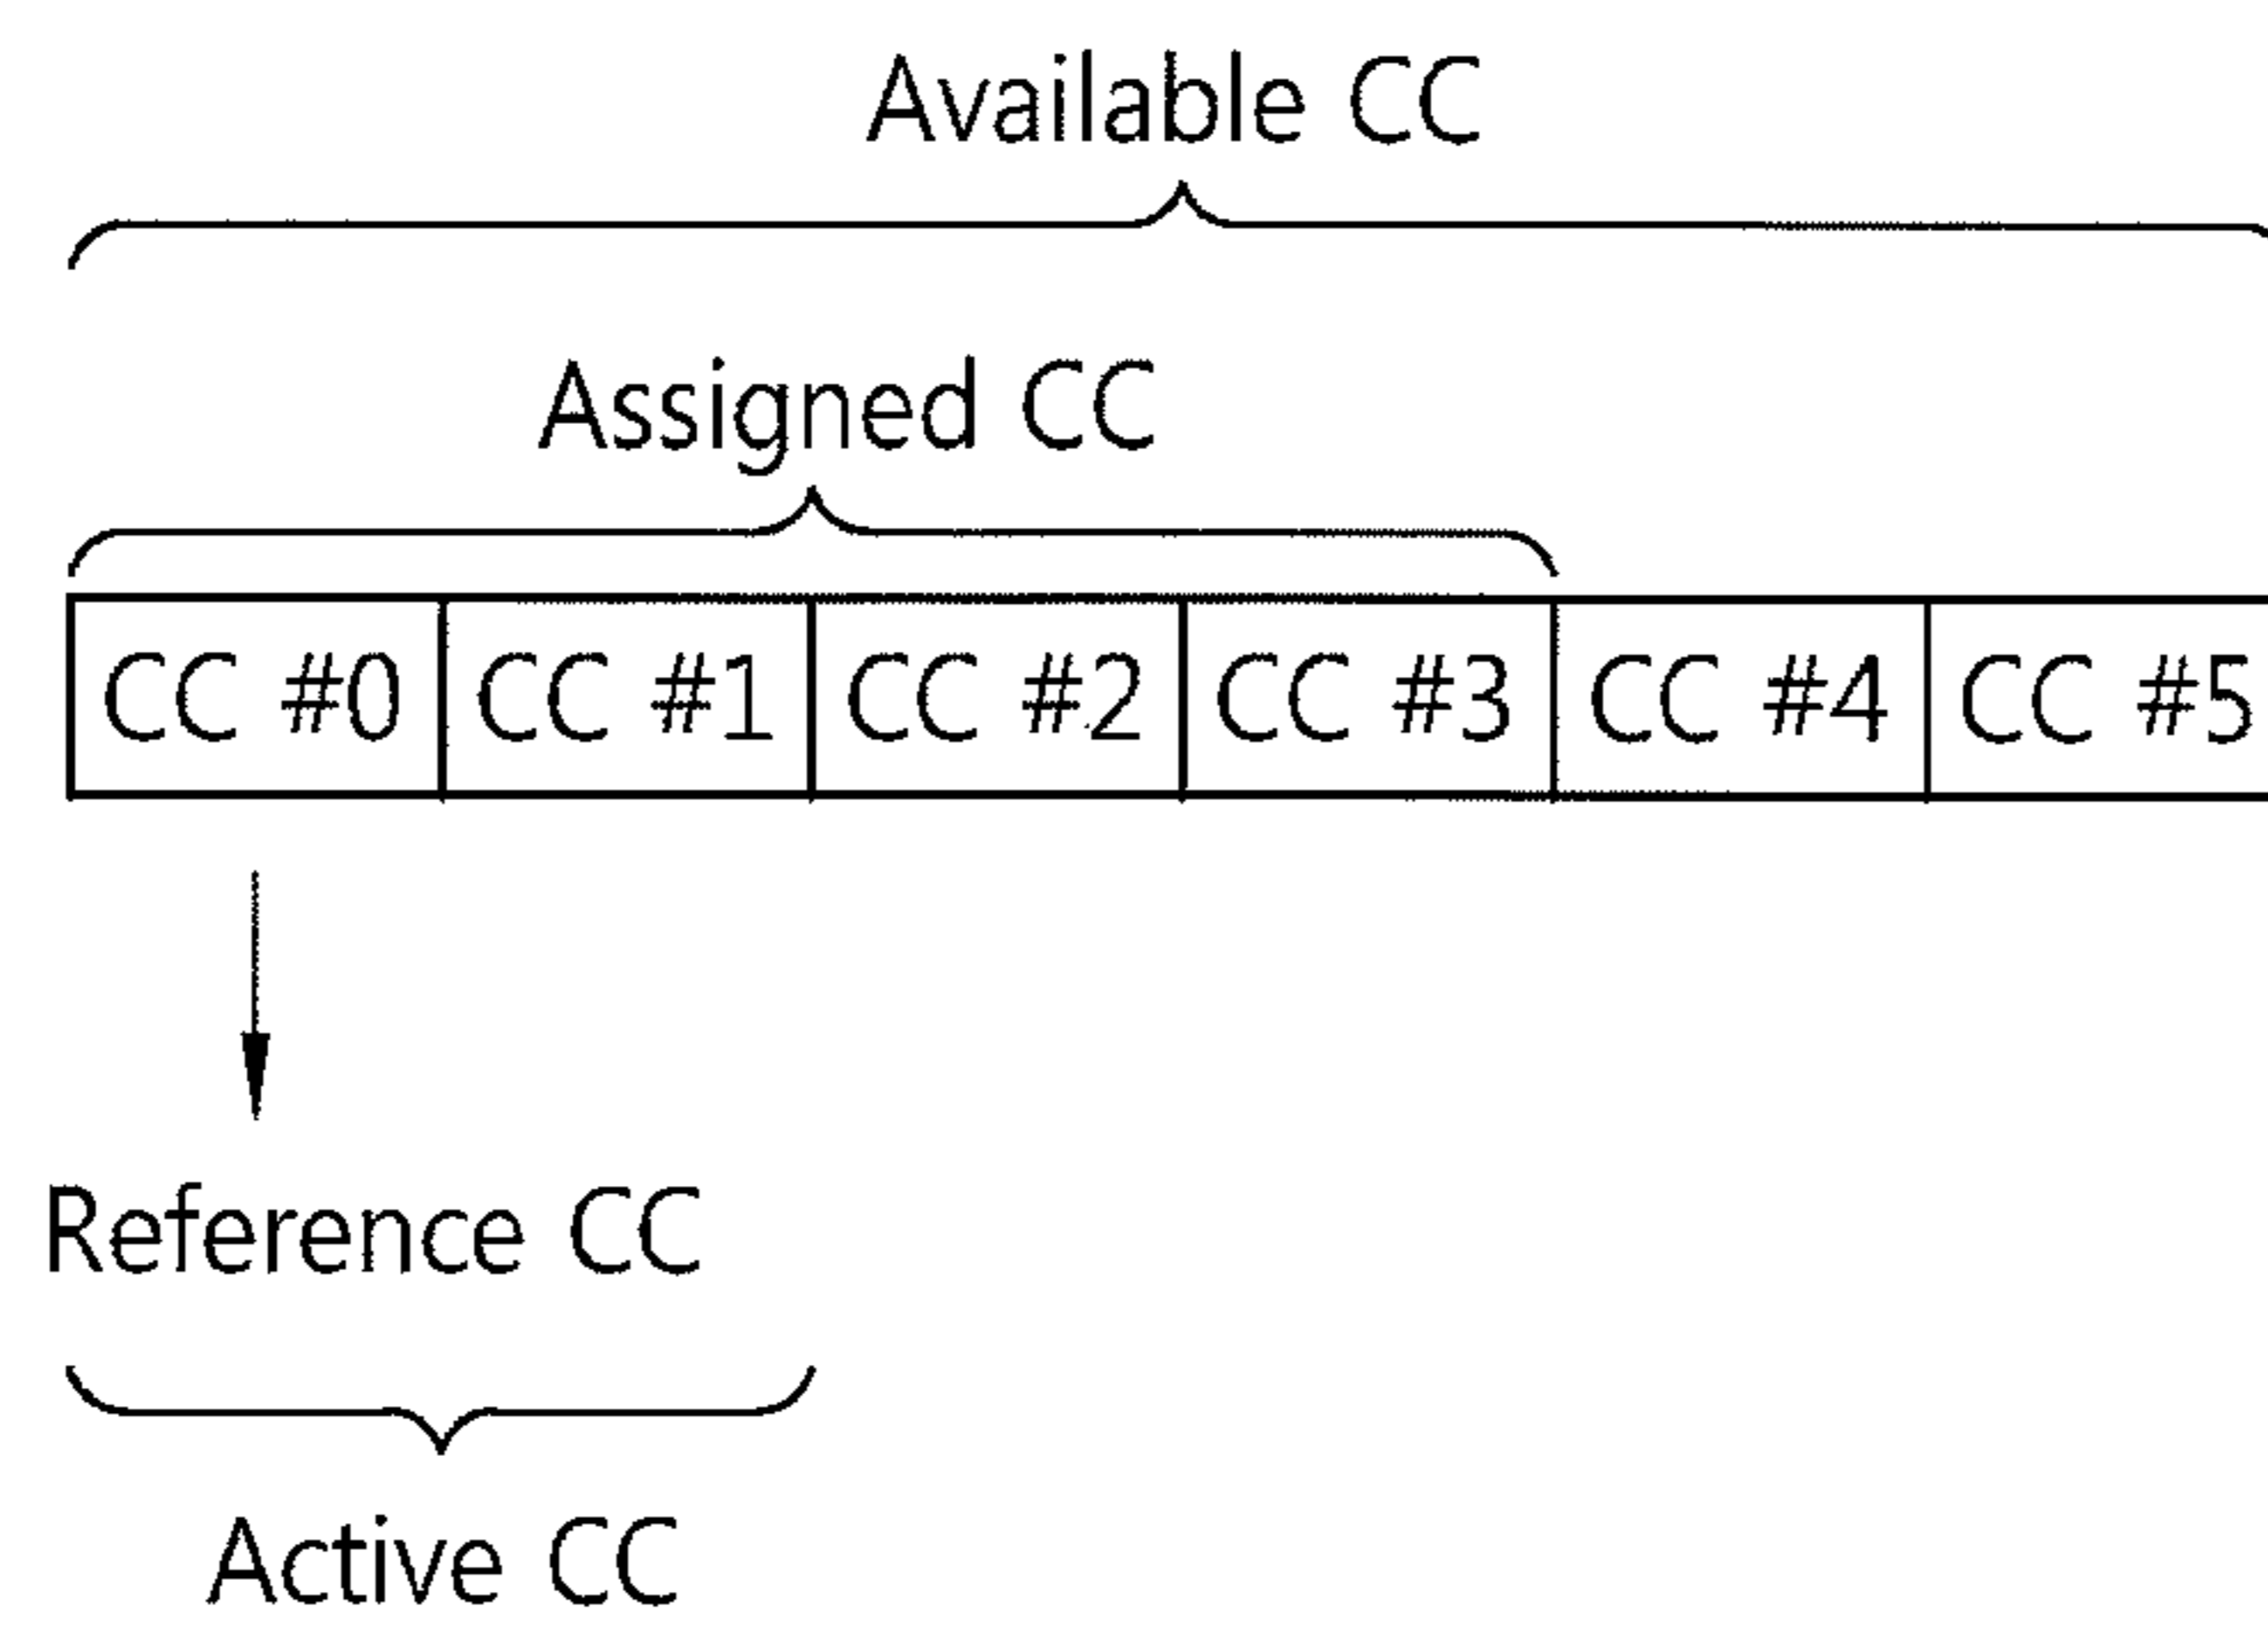 Available CC
Assigned CC
CC #0 CC #1 CC #2 CC #3 CC #4 CC #5
Reference CC
Active CC